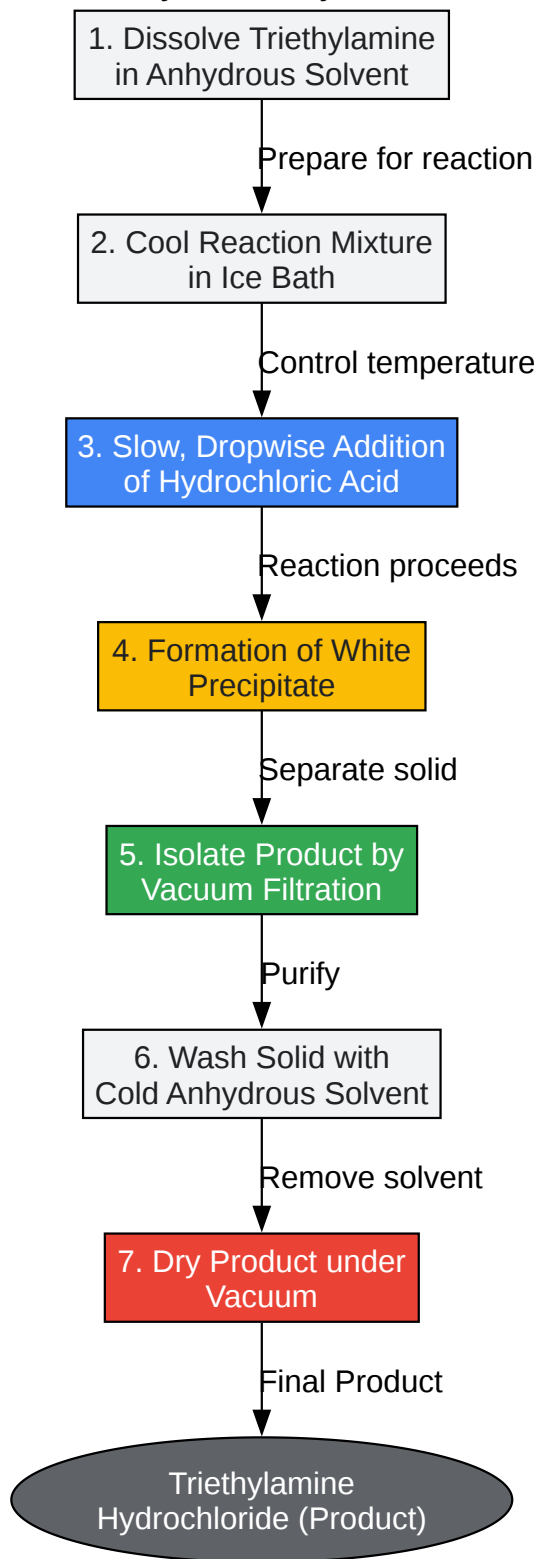 1. Dissolve Triethylamine
in Anhydrous Solvent
Prepare for reaction
2. Cool Reaction Mixture
in Ice Bath
Control temperature
3. Slow, Dropwise Addition
of Hydrochloric Acid
Reaction proceeds
4. Formation of White
Precipitate
Separate solid
5. Isolate Product by
Vacuum Filtration
Purify
6. Wash Solid with
Cold Anhydrous Solvent
Remove solvent
7. Dry Product under
Vacuum
Final Product
Triethylamine
Hydrochloride (Product)